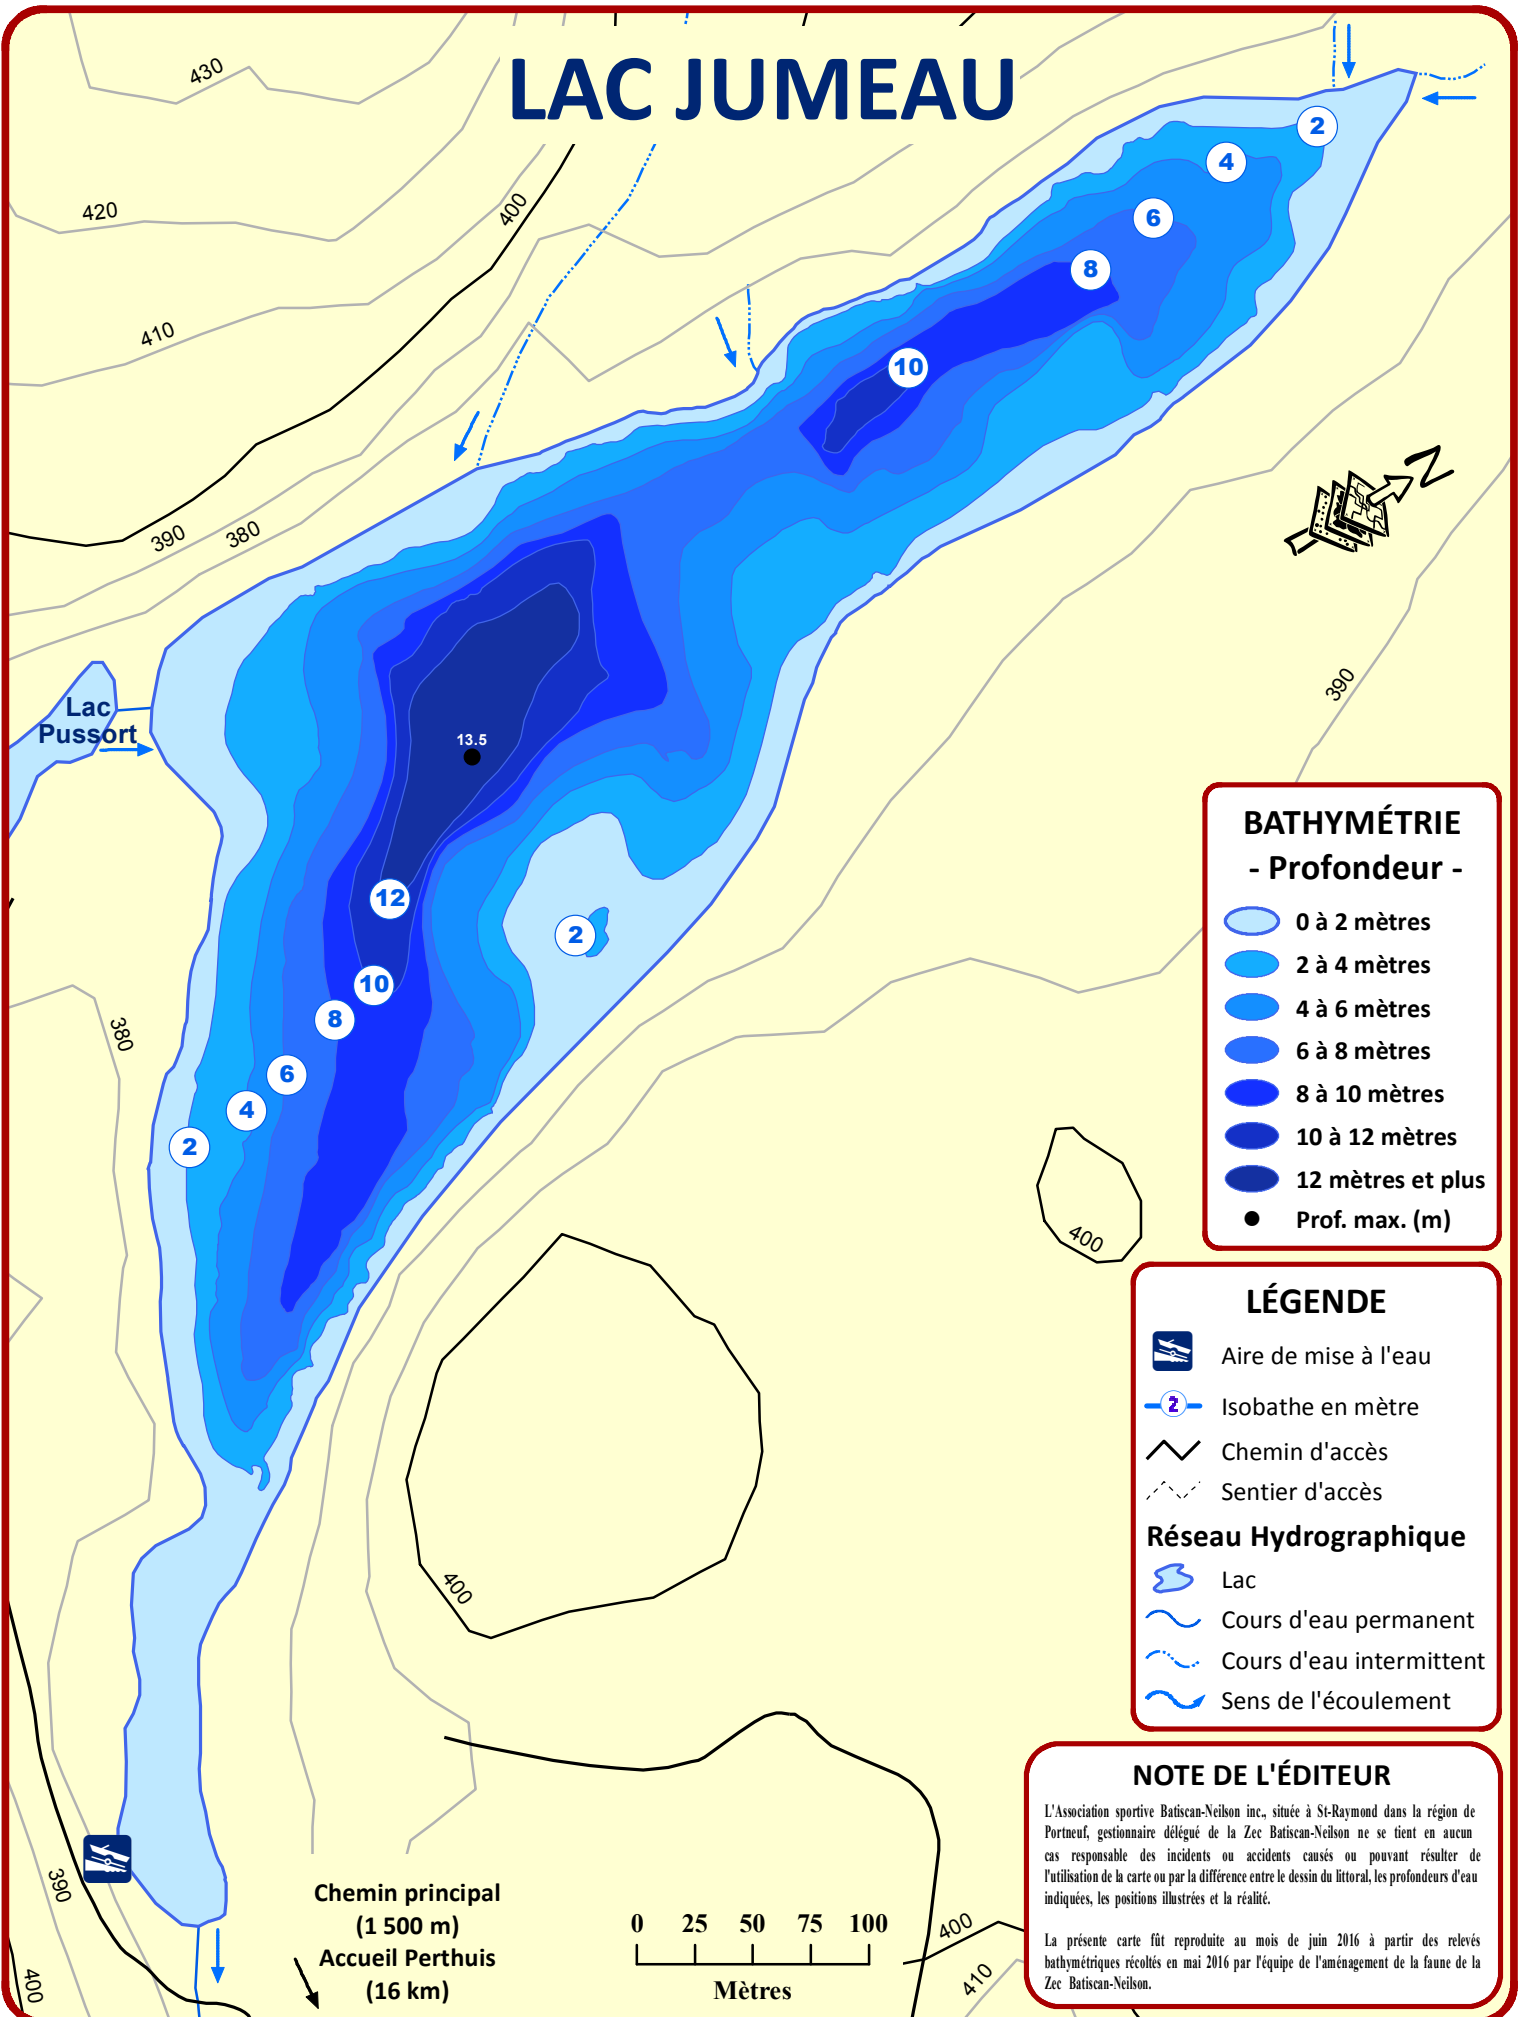 LAC JUMEAU
430
420
410
400
390
380
2
4
6
8
10
Lac
Pussort
13.5
12
10
8
6
4
2
2
380
390
400
400
390
400
400
410
N
BATHYMÉTRIE
- Profondeur -
0 à 2 mètres
2 à 4 mètres
4 à 6 mètres
6 à 8 mètres
8 à 10 mètres
10 à 12 mètres
12 mètres et plus
Prof. max. (m)
LÉGENDE
Aire de mise à l'eau
2 Isobathe en mètre
Chemin d'accès
Sentier d'accès
Réseau Hydrographique
Lac
Cours d'eau permanent
Cours d'eau intermittent
Sens de l'écoulement
Chemin principal
(1 500 m)
Accueil Perthuis
(16 km)
0 25 50 75 100
Mètres
NOTE DE L'ÉDITEUR
L'Association sportive Batiscan-Neilson inc., située à St-Raymond dans la région de
Portneuf, gestionnaire délégué de la Zec Batiscan-Neilson ne se tient en aucun
cas responsable des incidents ou accidents causés ou pouvant résulter de
l'utilisation de la carte ou par la différence entre le dessin du littoral, les profondeurs d'eau
indiquées, les positions illustrées et la réalité.
La présente carte fût reproduite au mois de juin 2016 à partir des relevés
bathymétriques récoltés en mai 2016 par l'équipe de l'aménagement de la faune de la
Zec Batiscan-Neilson.